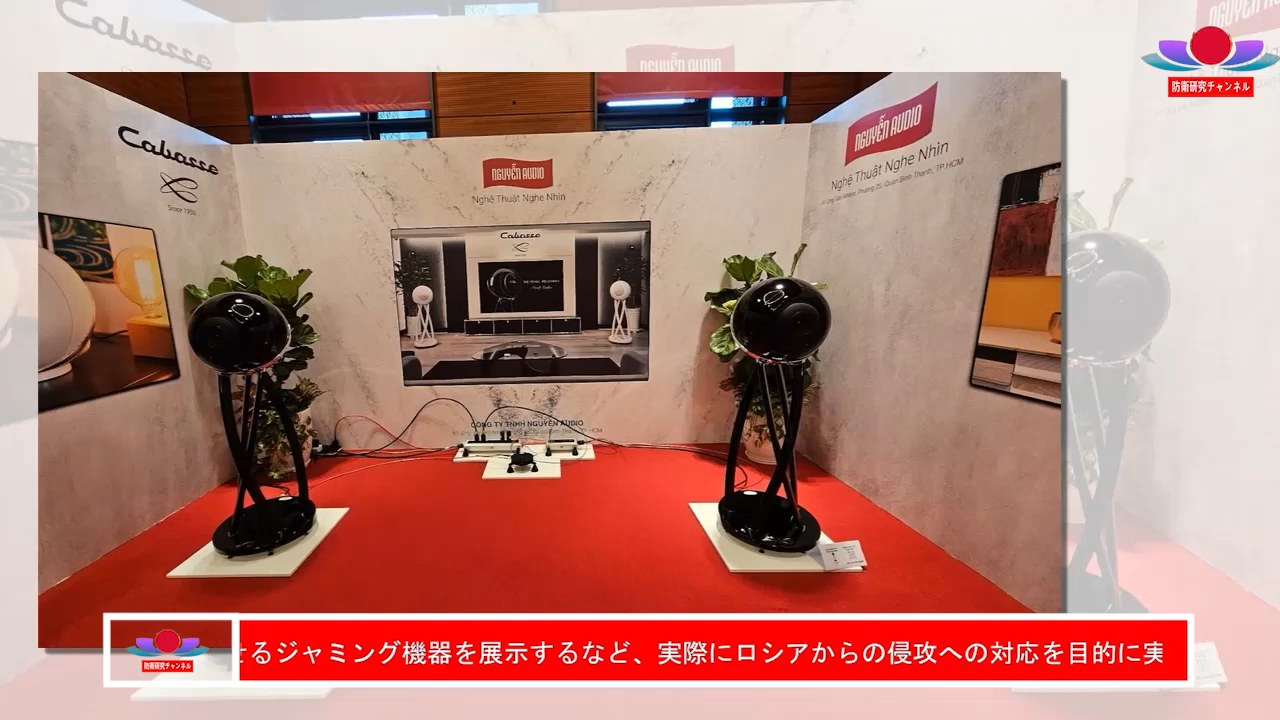 Cabasse
NGUYỄN AUDIO
防衛研究チャンネル
Cabasse
Since 1950
NGUYỄN AUDIO
Nghệ Thuật Nghe Nhìn
NGUYỄN AUDIO
Nghệ Thuật Nghe Nhìn
Cabasse
CÔNG TY TNHH NGUYỄN AUDIO
防衛研究チャンネル
せるジャミング機器を展示するなど、実際にロシアからの侵攻への対応を目的に実